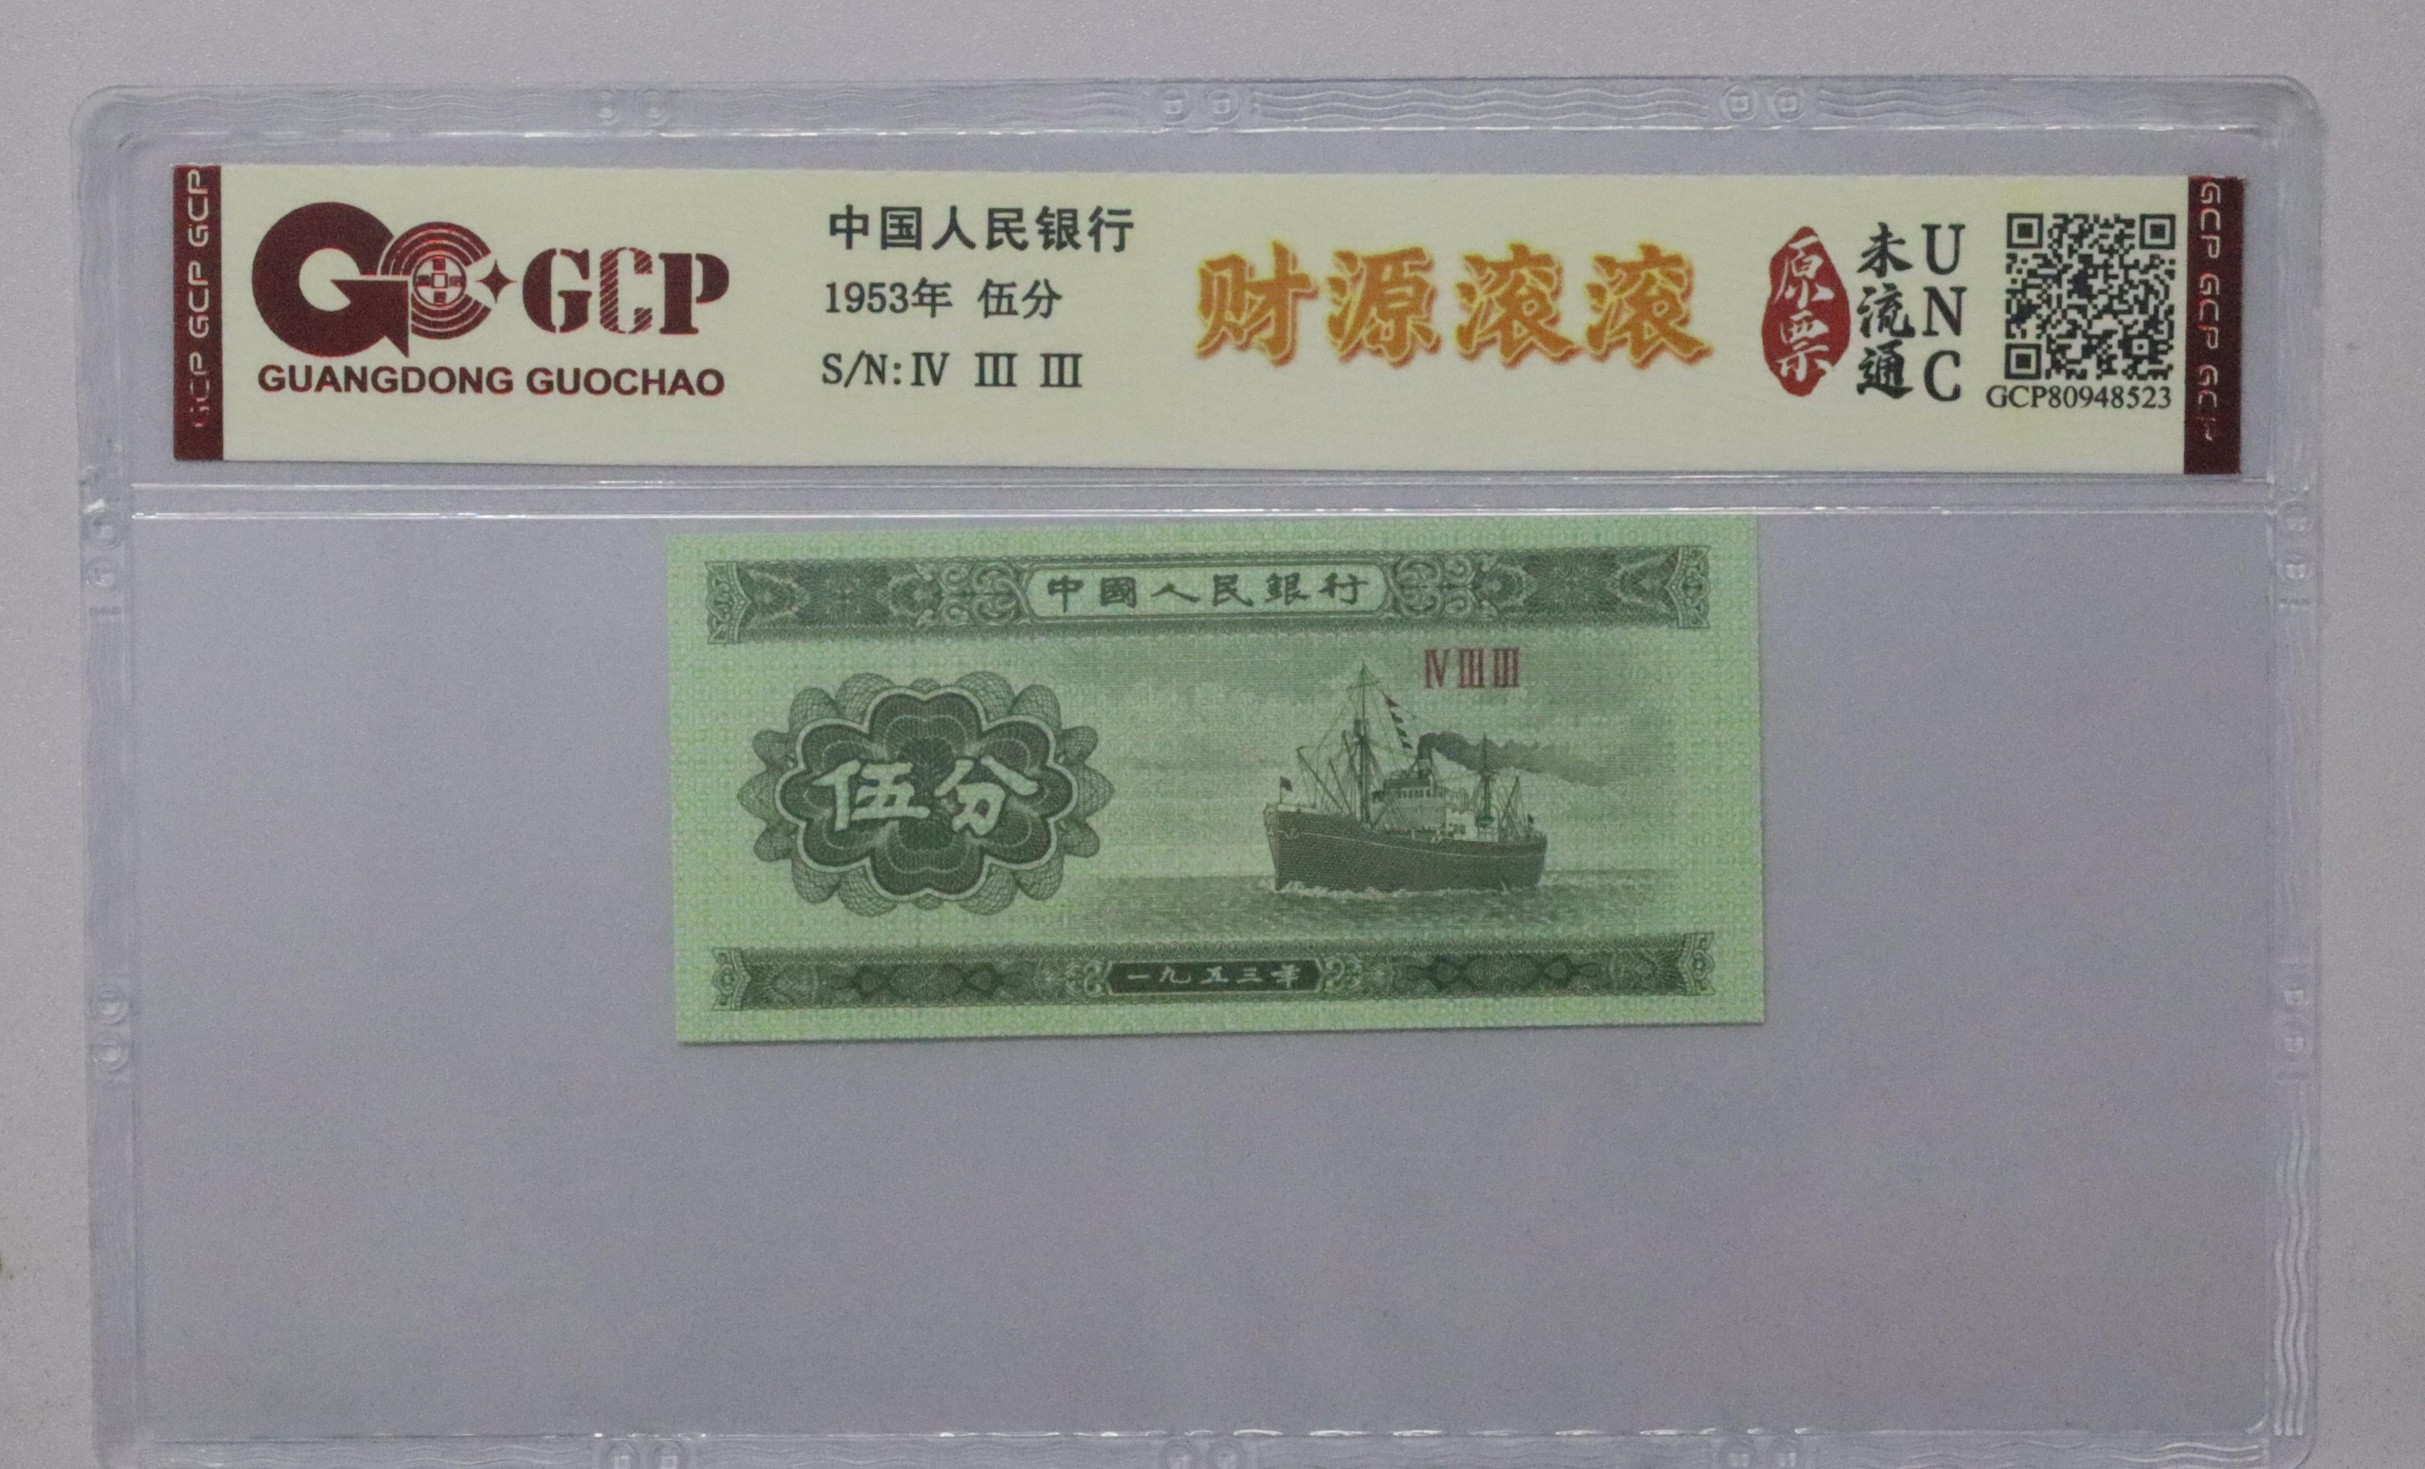 GCP GCP GCP
GCP
GUANGDONG GUOCHAO
中国人民银行
1953年 伍分
S/N: Ⅳ Ⅲ Ⅲ
财源滚滚
原票
未流通
UNC
GCP80948523
GCP GCP GCP
中國人民銀行
Ⅳ Ⅲ Ⅲ
伍分
一九五三年